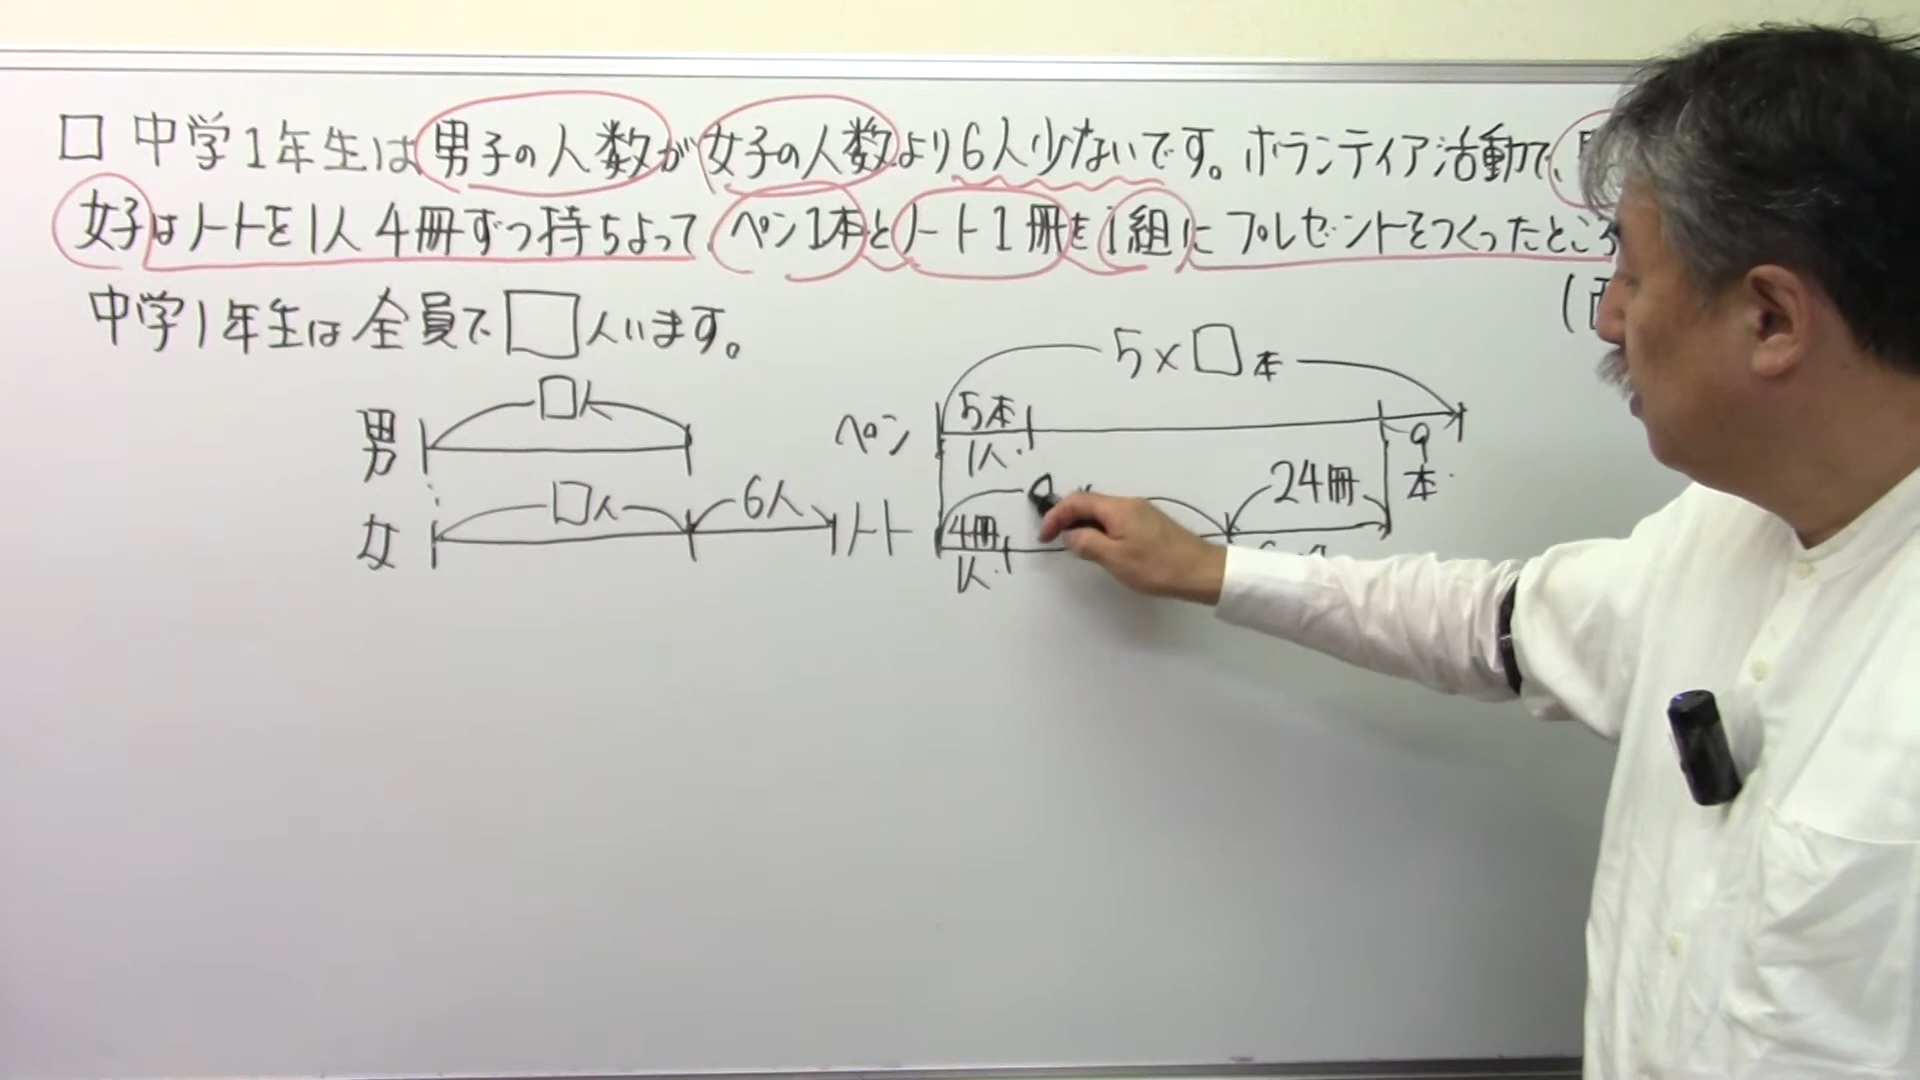 □ 中学1年生は男子の人数が女子の人数より6人少ないです。ボランティア活動で、
女子はノートを1人4冊ずつ持ちよって、ペン1本とノート1冊を1組にプレゼントをつくったところ
中学1年生は全員で□人います。
5×□本
男 □人
ペン 5本 1人 9本
女 □人 6人
ノート 4冊 1人 24冊